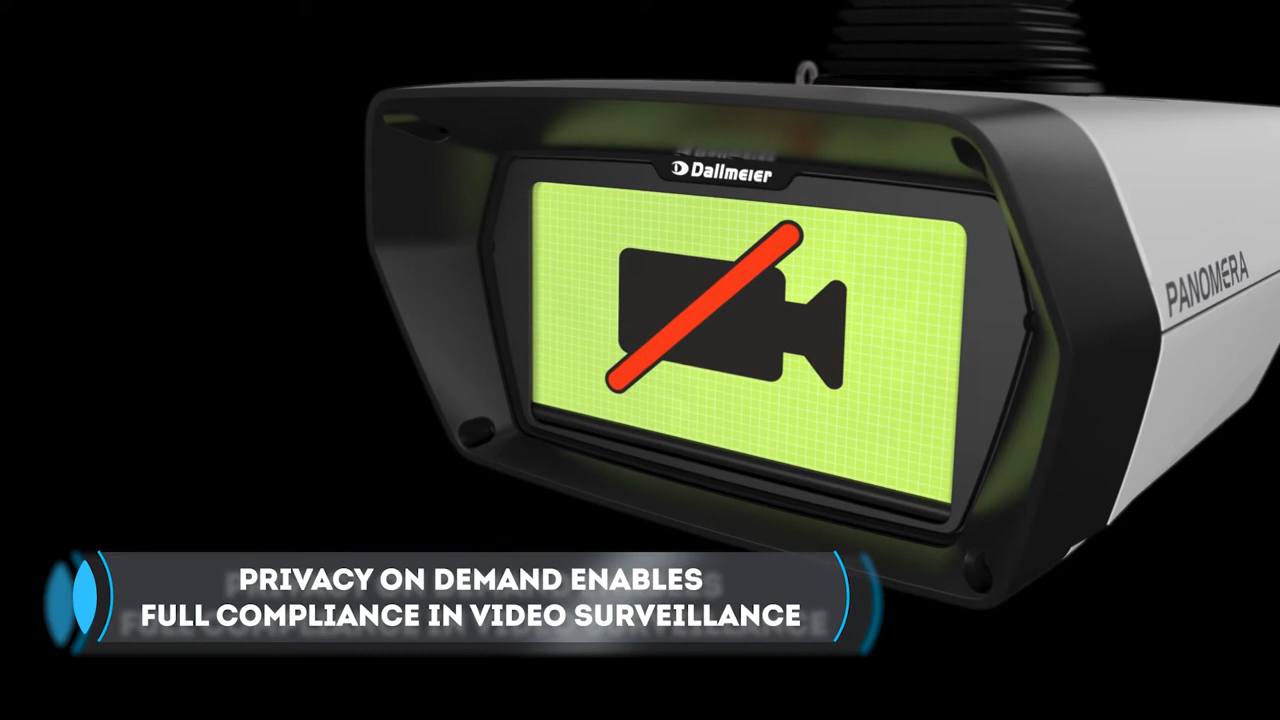 Dallmeier
PANOMERA
PRIVACY ON DEMAND ENABLES
FULL COMPLIANCE IN VIDEO SURVEILLANCE